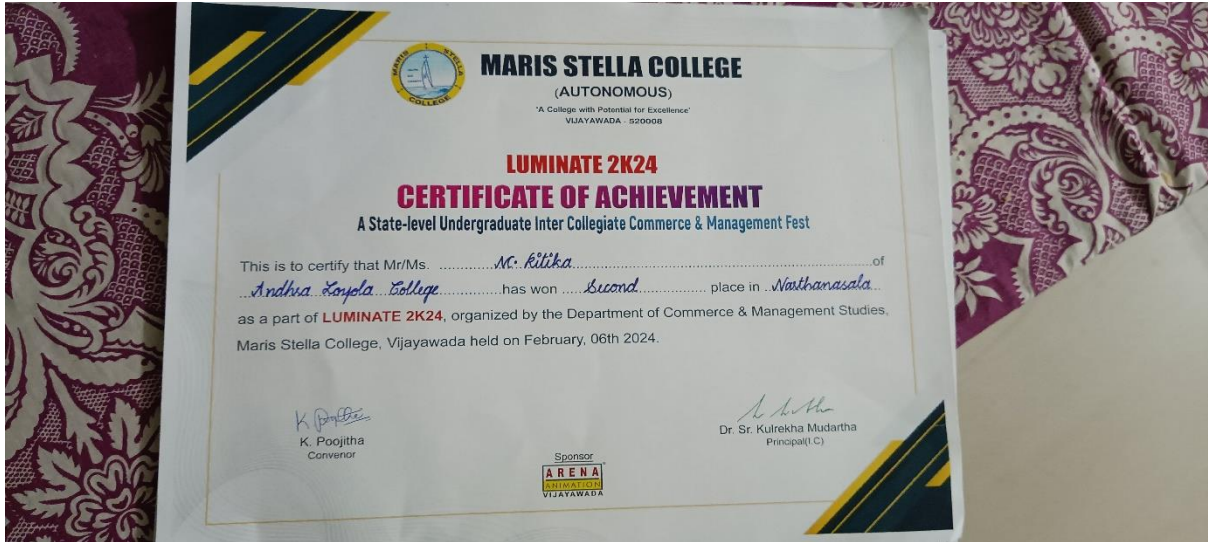 MARIS STELLA COLLEGE
MARIS STELLA COLLEGE
(AUTONOMOUS)
'A College with Potential for Excellence'
VIJAYAWADA - 520008
LUMINATE 2K24
CERTIFICATE OF ACHIEVEMENT
A State-level Undergraduate Inter Collegiate Commerce & Management Fest
This is to certify that Mr/Ms. ..........M. Kitika..........of
Andhra Loyola College..........has won .....Second.......... place in ..Narthanasala..
as a part of LUMINATE 2K24, organized by the Department of Commerce & Management Studies,
Maris Stella College, Vijayawada held on February, 06th 2024.
K. Poojitha
Convenor
Dr. Sr. Kulrekha Mudartha
Principal(I.C)
Sponsor
ARENA
ANIMATION
VIJAYAWADA